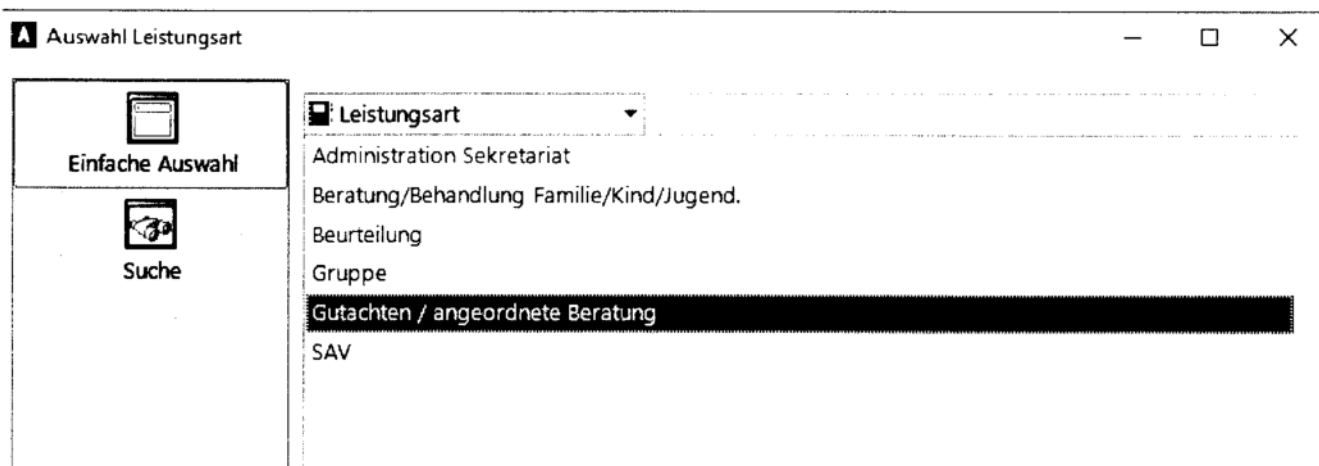 Auswahl Leistungsart
Einfache Auswahl
Suche
Leistungsart
Administration Sekretariat
Beratung/Behandlung Familie/Kind/Jugend.
Beurteilung
Gruppe
Gutachten / angeordnete Beratung
SAV